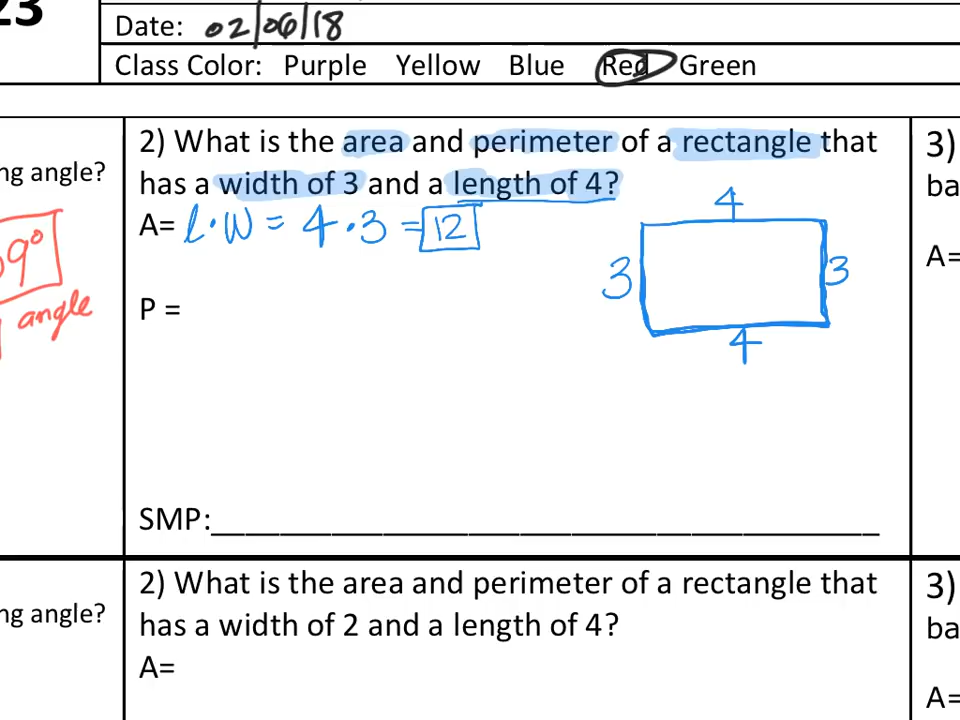 23
Date: 02/06/18
Class Color: Purple Yellow Blue Red Green
ng angle?
9°
angle
2) What is the area and perimeter of a rectangle that
has a width of 3 and a length of 4?
A= l·W = 4·3 = 12
P =
4
3
3
4
SMP:
3)
ba
A=
ng angle?
2) What is the area and perimeter of a rectangle that
has a width of 2 and a length of 4?
A=
3)
ba
A=